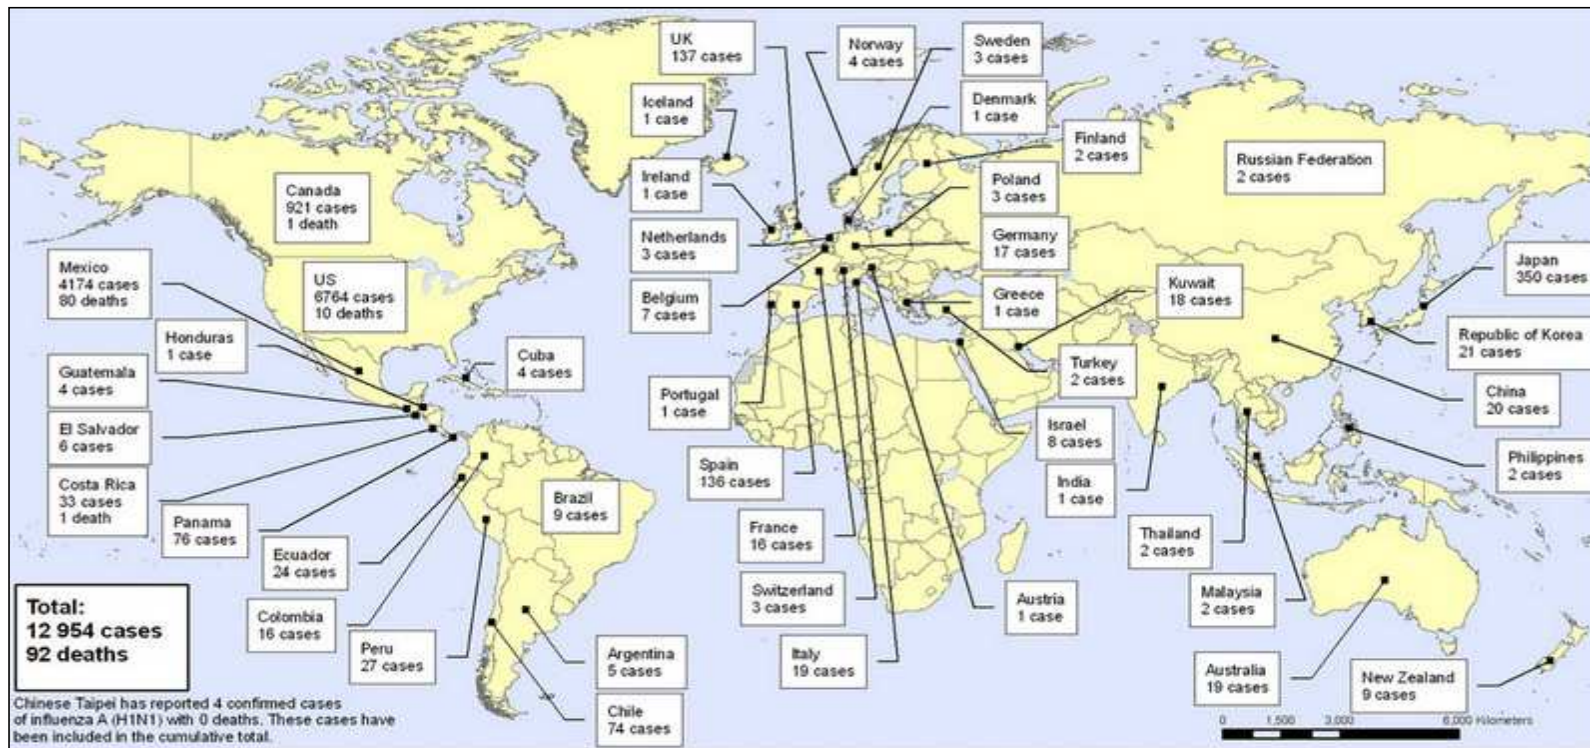 UK
137 cases
Norway
4 cases
Sweden
3 cases
Iceland
1 case
Denmark
1 case
Finland
2 cases
Russian Federation
2 cases
Canada
921 cases
1 death
Ireland
1 case
Poland
3 cases
Netherlands
3 cases
Germany
17 cases
Mexico
4174 cases
80 deaths
US
6764 cases
10 deaths
Belgium
7 cases
Greece
1 case
Kuwait
18 cases
Japan
350 cases
Honduras
1 case
Republic of Korea
21 cases
Guatemala
4 cases
Cuba
4 cases
Turkey
2 cases
Portugal
1 case
China
20 cases
El Salvador
6 cases
Israel
8 cases
Spain
136 cases
Philippines
2 cases
India
1 case
Costa Rica
33 cases
1 death
Brazil
9 cases
Panama
76 cases
France
16 cases
Thailand
2 cases
Ecuador
24 cases
Switzerland
3 cases
Austria
1 case
Malaysia
2 cases
Colombia
16 cases
Total:
12 954 cases
92 deaths
Peru
27 cases
Argentina
5 cases
Italy
19 cases
Australia
19 cases
New Zealand
9 cases
Chile
74 cases
Chinese Taipei has reported 4 confirmed cases
of influenza A (H1N1) with 0 deaths. These cases have
been included in the cumulative total.
0 1,500 3,000 6,000 Kilometers